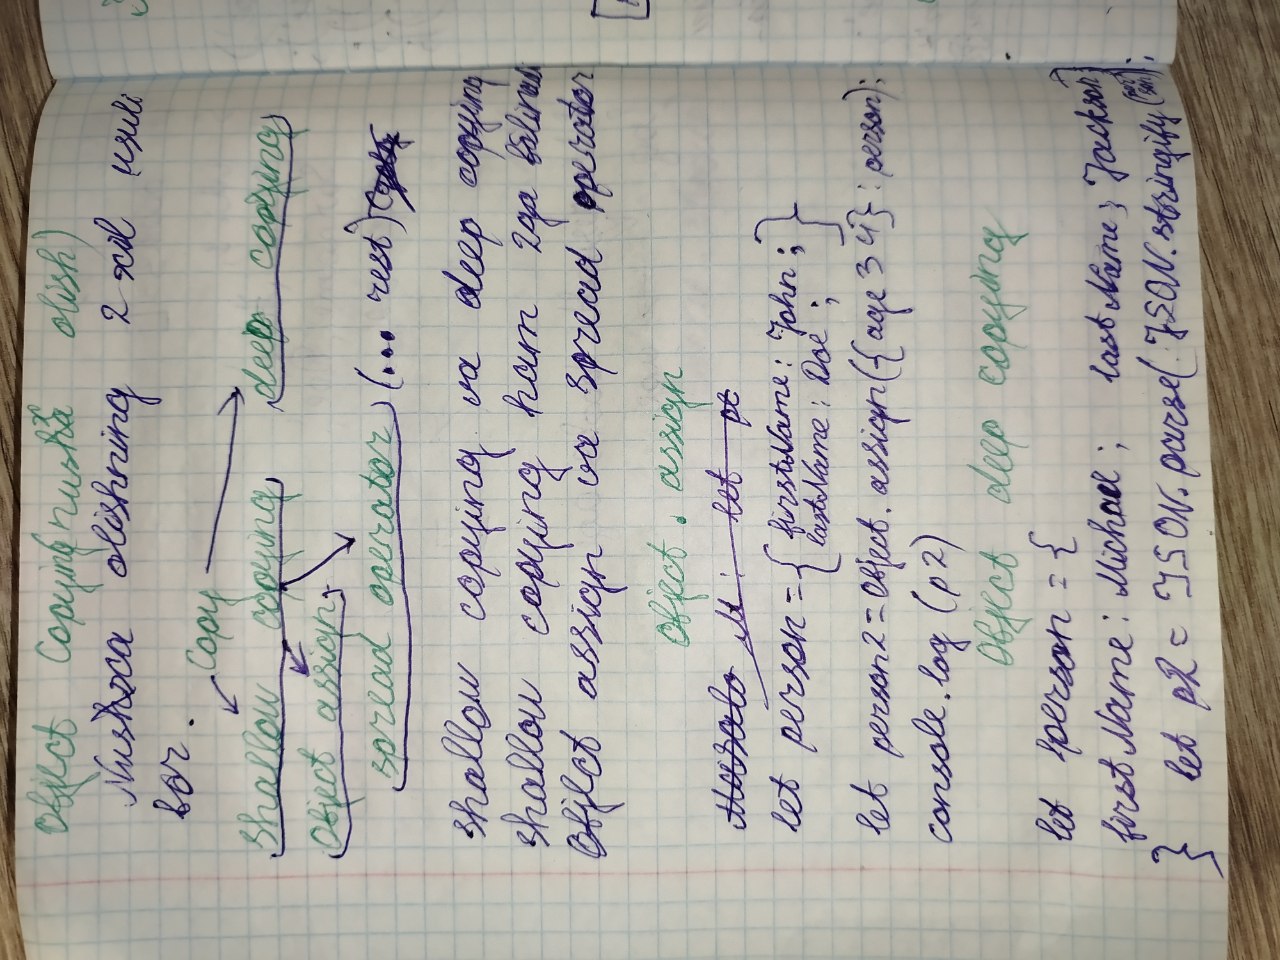 Object Copying nusha olish)
Nushxa olishning 2 xil usuli
bor.
Copy
Shallow copying deep copying
Object assign
spread operator (... rest)
Shallow copying va deep copying
Shallow copying ham 2ga bo'linadi
Object assign va spread operator
Object. assign
let person = { firstName: John;
lastName: Doe; }
let person2 = Object. assign({age 34}: person);
console.log (p2)
Object deep copying
let person = {
firstName: Michael; lastName; Jackson
} let p2 = JSON.parse(JSON.stringify(person);